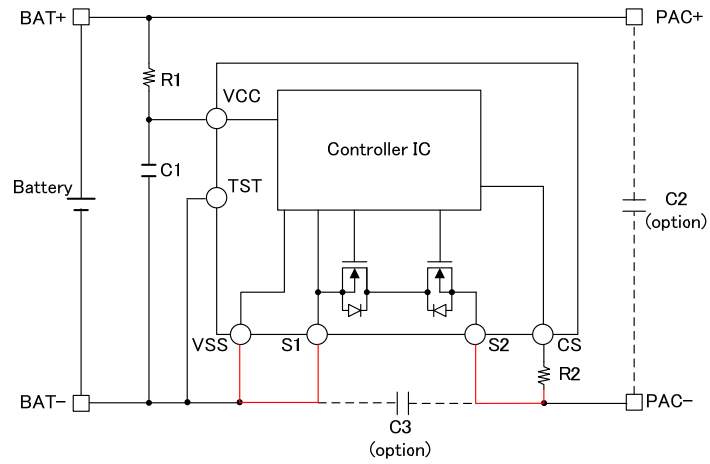 BAT+
PAC+
R1
VCC
Controller IC
C1
TST
Battery
C2
(option)
VSS
S1
S2
CS
R2
BAT-
PAC-
C3
(option)